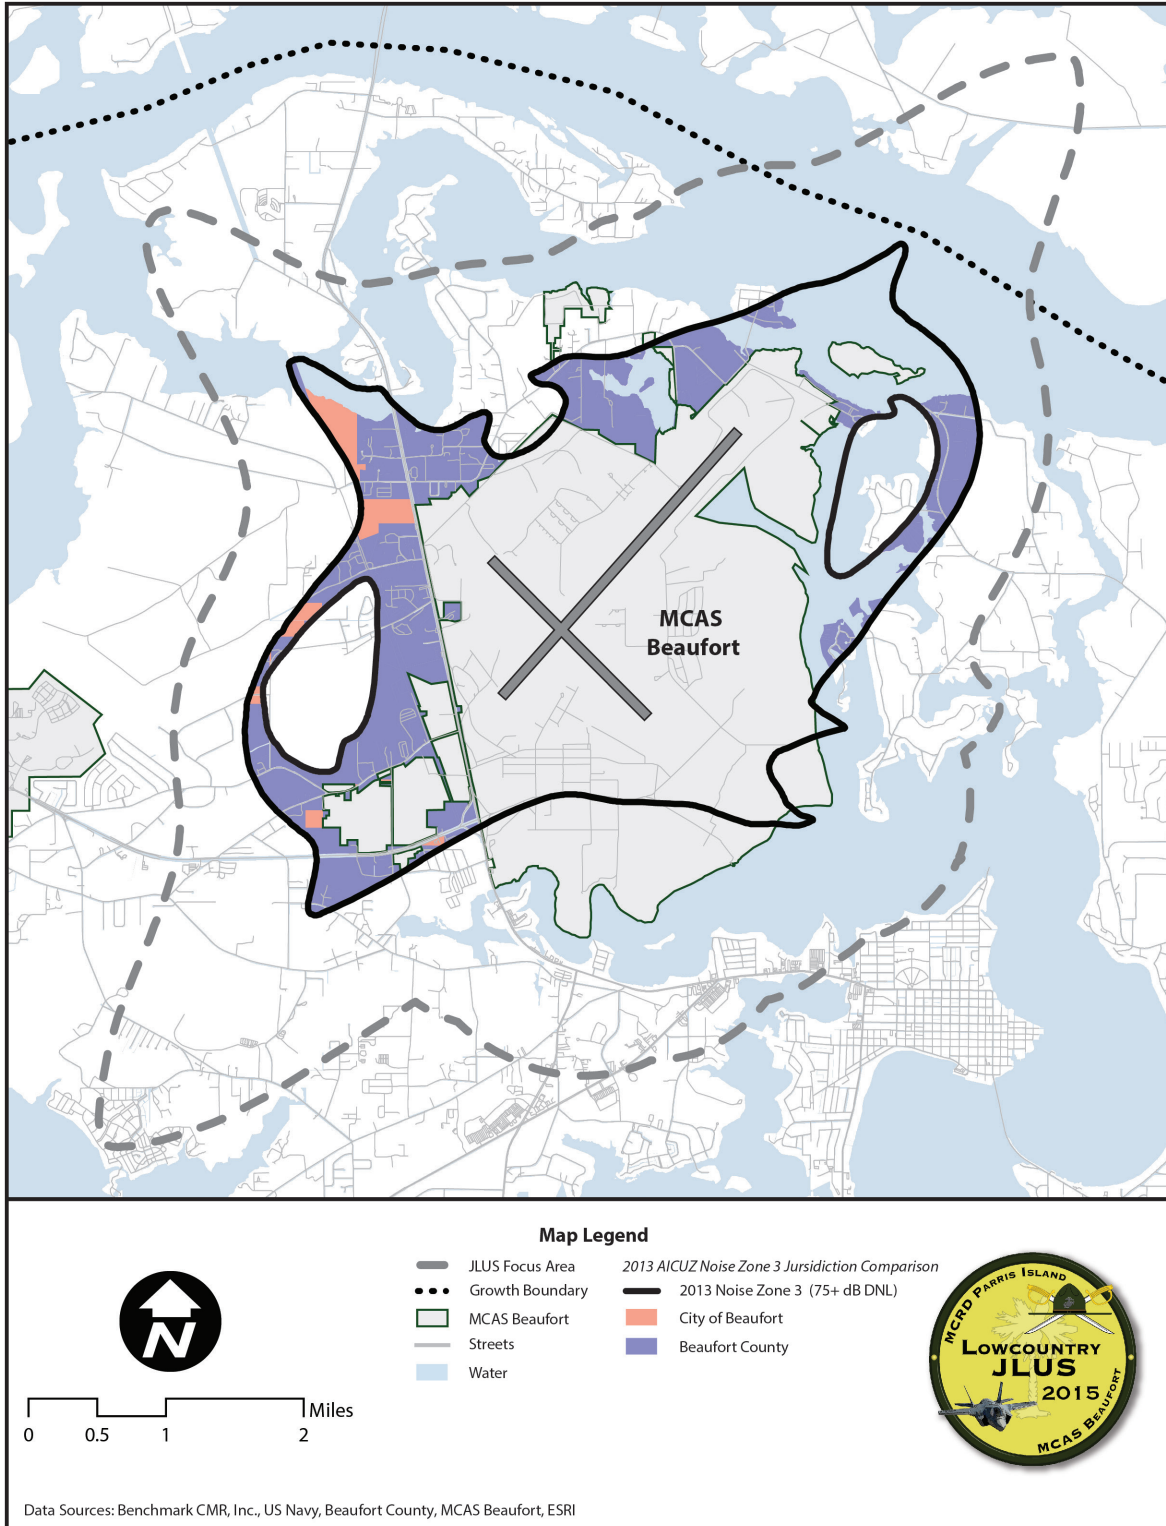 MCAS
Beaufort
Map Legend
JLUS Focus Area
Growth Boundary
MCAS Beaufort
Streets
Water
2013 AICUZ Noise Zone 3 Jursidiction Comparison
2013 Noise Zone 3 (75+ dB DNL)
City of Beaufort
Beaufort County
N
0 0.5 1 2 Miles
MCRD PARRIS ISLAND
LOWCOUNTRY
JLUS
2015
MCAS BEAUFORT
Data Sources: Benchmark CMR, Inc., US Navy, Beaufort County, MCAS Beaufort, ESRI